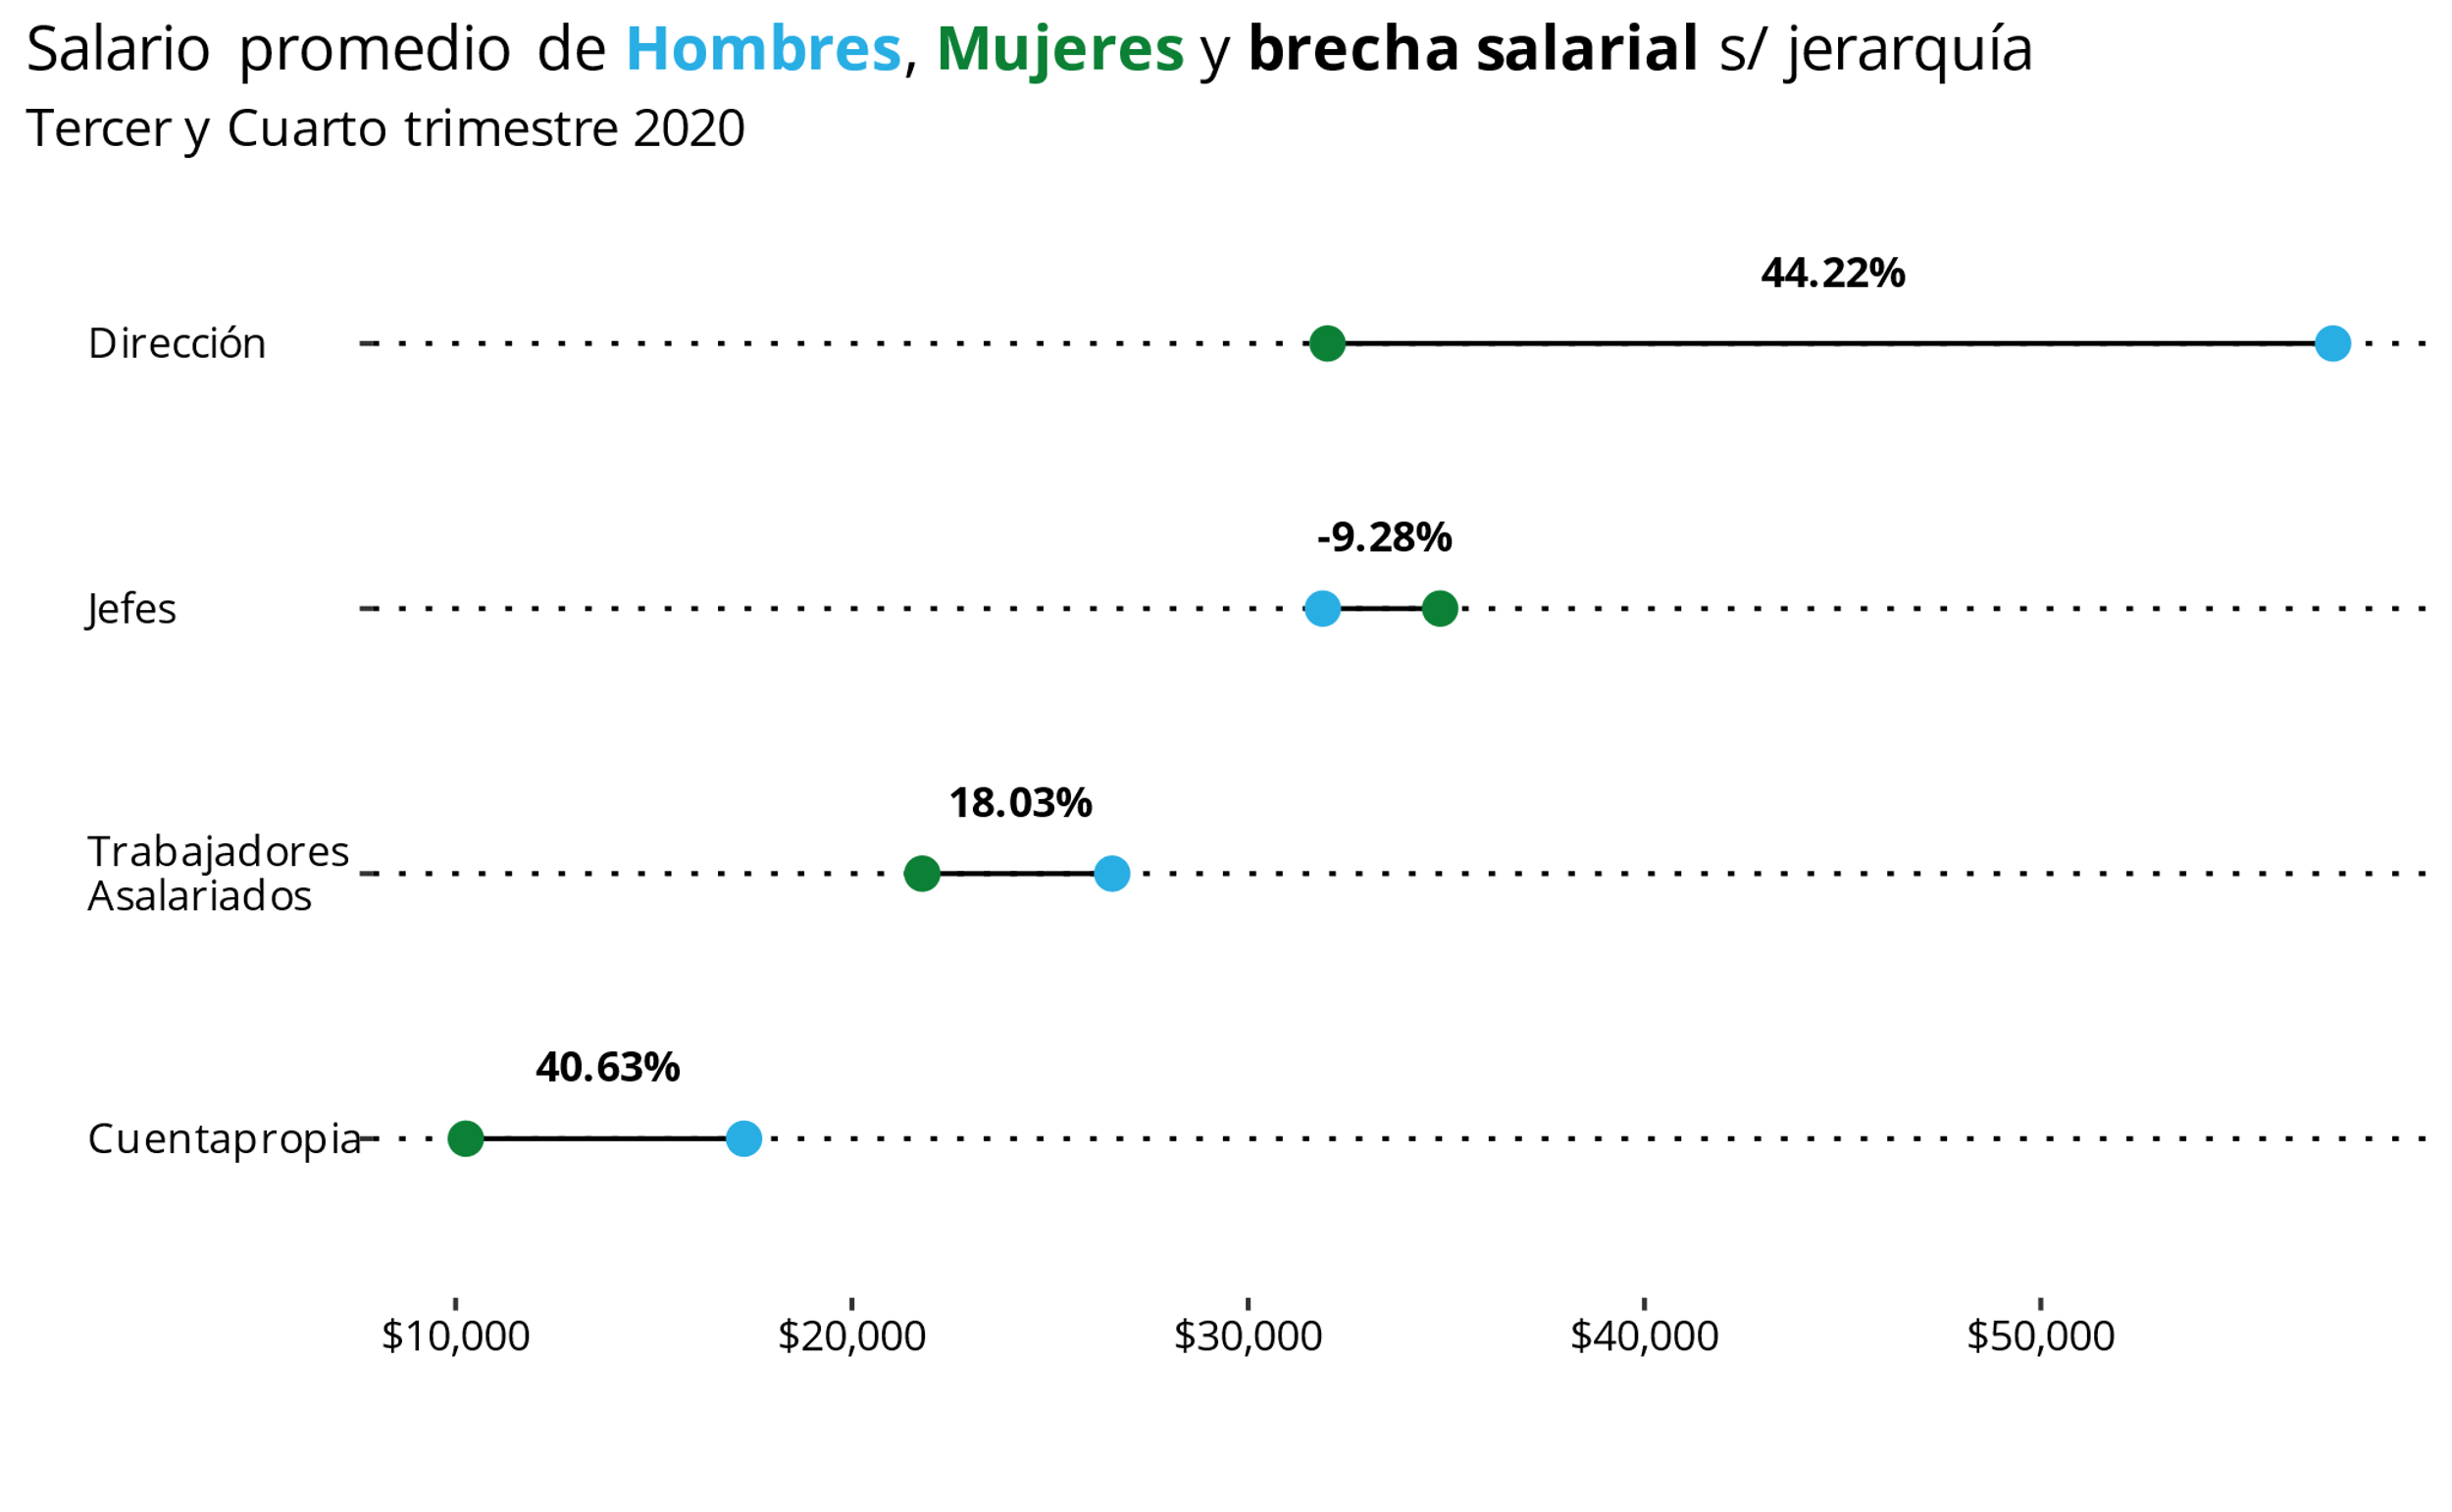 Salario promedio de Hombres, Mujeres y brecha salarial s/ jerarquía
Tercer y Cuarto trimestre 2020
44.22%
Dirección
-9.28%
Jefes
18.03%
Trabajadores
Asalariados
40.63%
Cuentapropia
$10,000 $20,000 $30,000 $40,000 $50,000